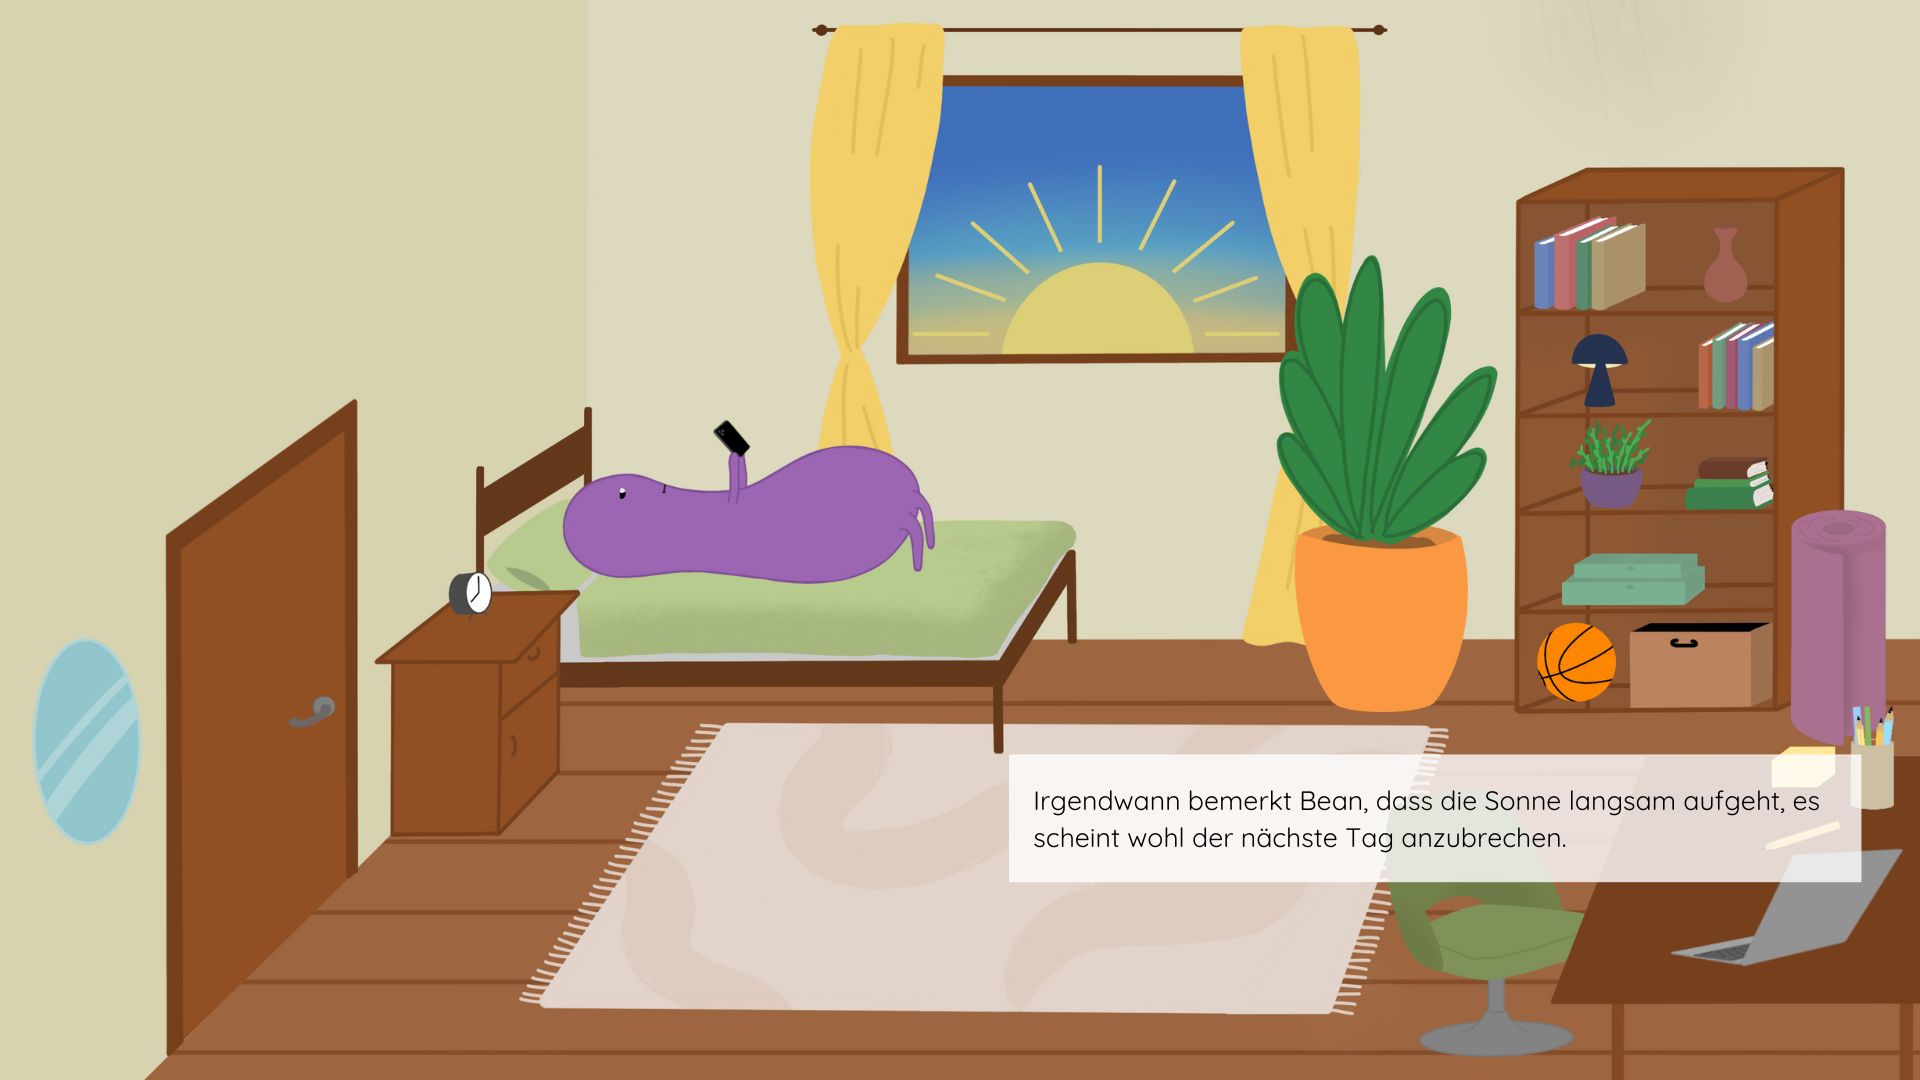 Irgendwann bemerkt Bean, dass die Sonne langsam aufgeht, es
scheint wohl der nächste Tag anzubrechen.